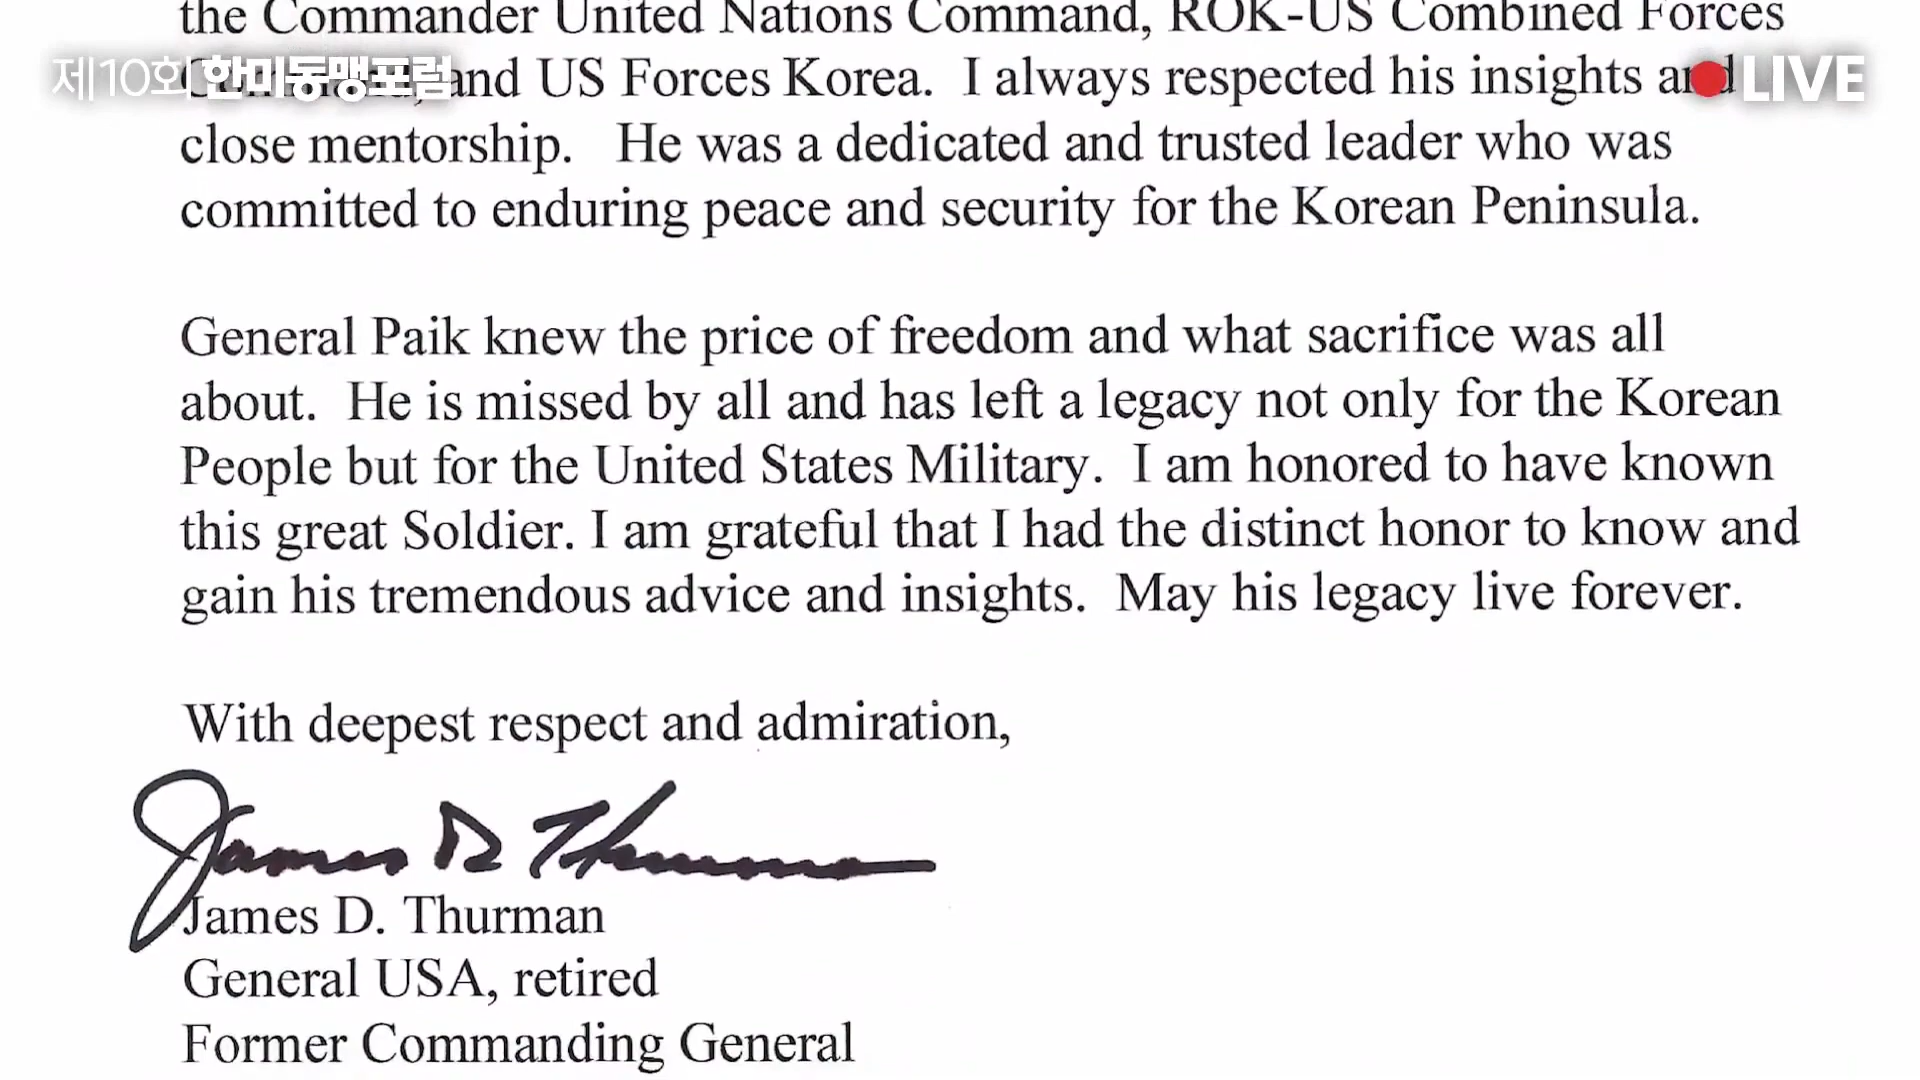 the Commander United Nations Command, ROK-US Combined Forces
제10회 한미동맹포럼
and US Forces Korea.  I always respected his insights and
LIVE
close mentorship.   He was a dedicated and trusted leader who was
committed to enduring peace and security for the Korean Peninsula.
General Paik knew the price of freedom and what sacrifice was all
about.  He is missed by all and has left a legacy not only for the Korean
People but for the United States Military.  I am honored to have known
this great Soldier. I am grateful that I had the distinct honor to know and
gain his tremendous advice and insights.  May his legacy live forever.
With deepest respect and admiration,
James D Thurman
James D. Thurman
General USA, retired
Former Commanding General